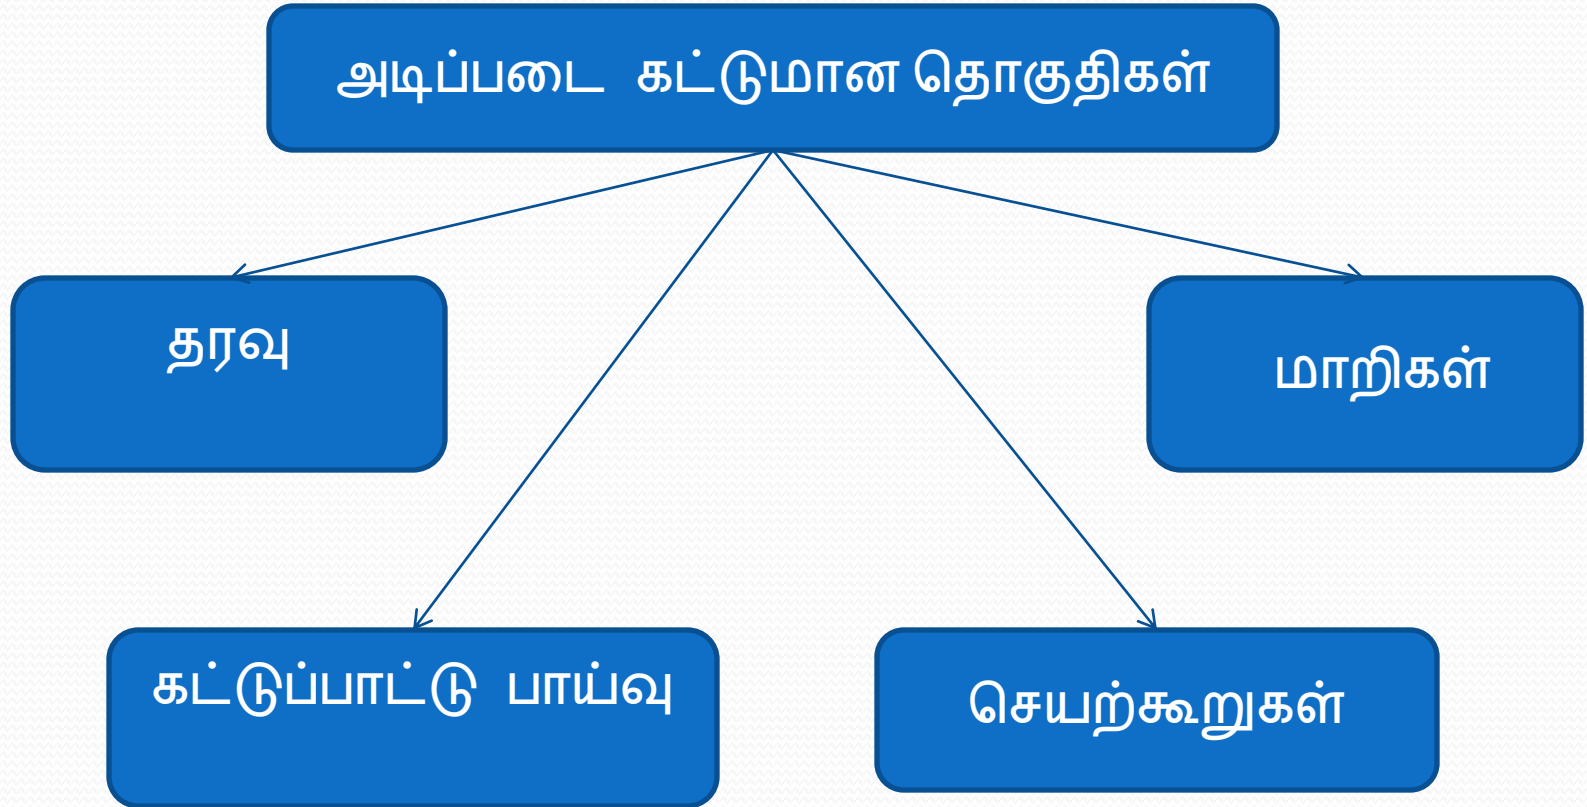 அடிப்படை கட்டுமான தொகுதிகள்
தரவு
மாறிகள்
கட்டுப்பாட்டு பாய்வு
செயற்கூறுகள்